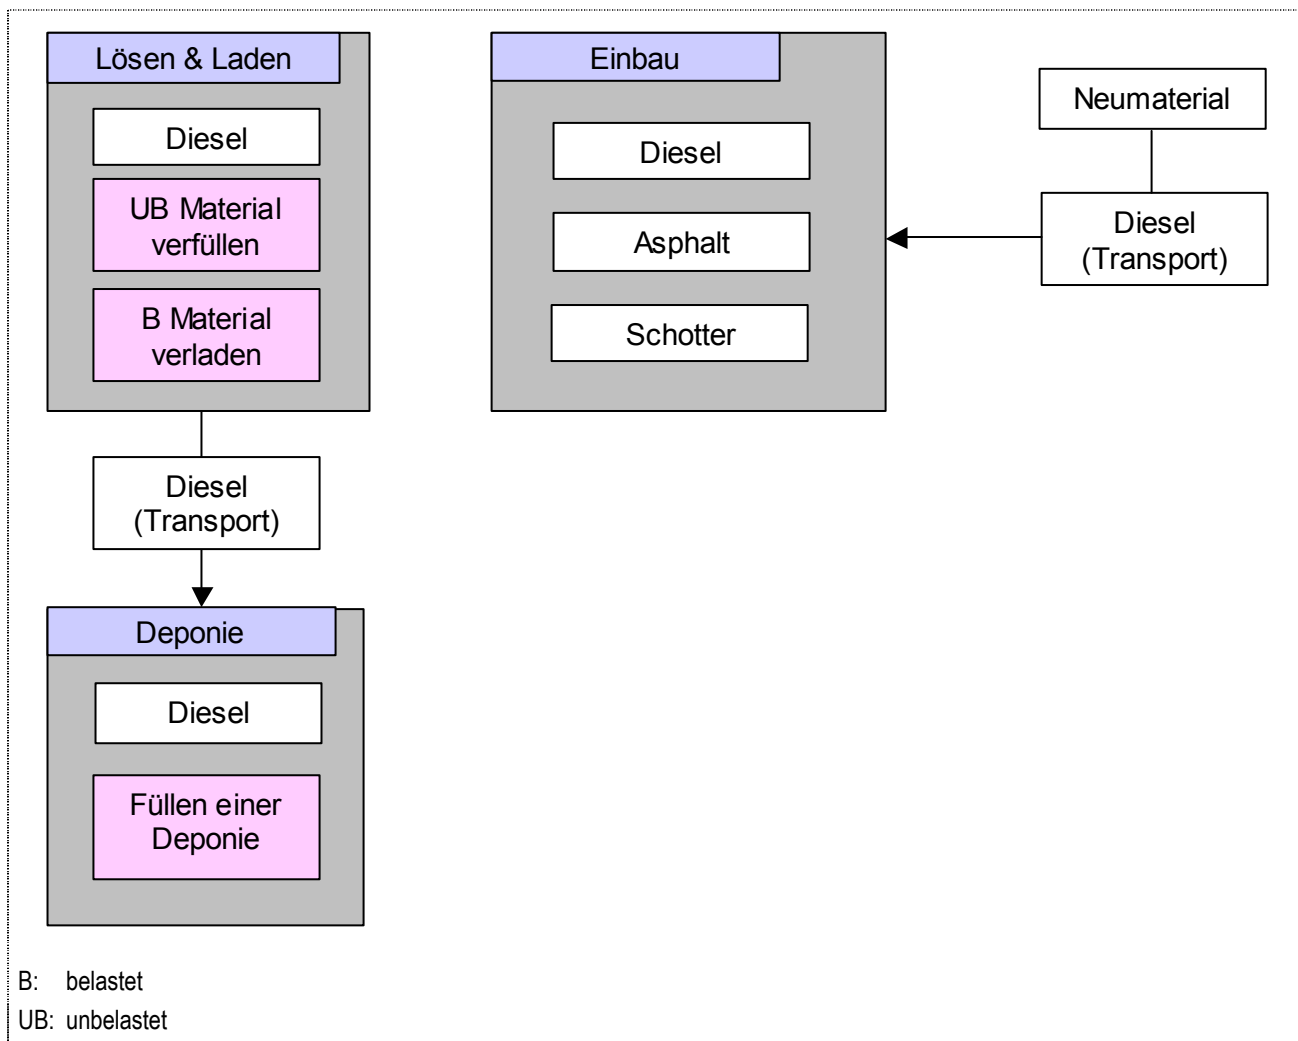 Lösen & Laden
Diesel
UB Material
verfüllen
B Material
verladen
Diesel
(Transport)
Deponie
Diesel
Füllen einer
Deponie
Einbau
Diesel
Asphalt
Schotter
Neumaterial
Diesel
(Transport)
B: belastet
UB: unbelastet